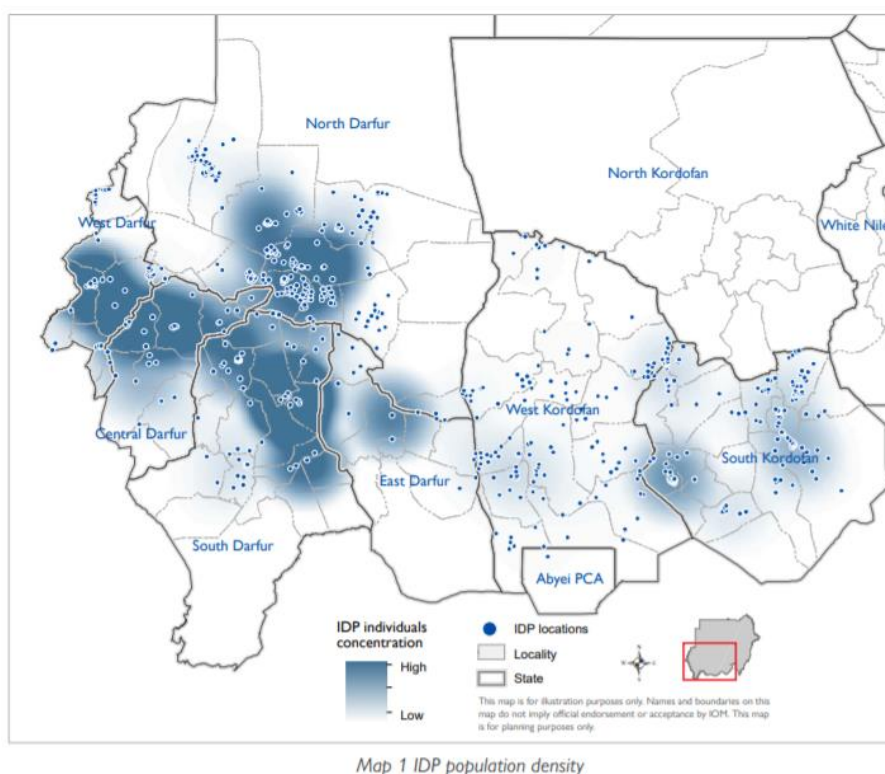 North Darfur
North Kordofan
West Darfur
White Nile
West Kordofan
Central Darfur
South Kordofan
East Darfur
South Darfur
Abyei PCA
IDP individuals
concentration
High
Low
IDP locations
Locality
State
N
W
E
S
This map is for illustration purposes only. Names and boundaries on this
map do not imply official endorsement or acceptance by IOM. This map
is for planning purposes only.
Map 1 IDP population density